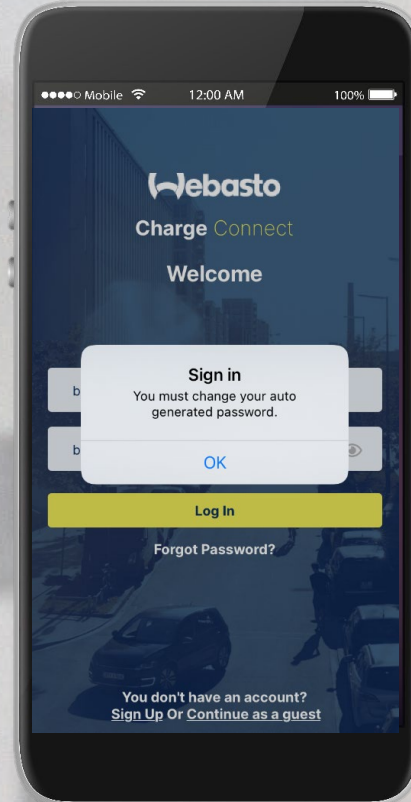 Mobile 12:00 AM 100%
Webasto
Charge Connect
Welcome
Sign in
You must change your auto
generated password.
b
b
OK
Log In
Forgot Password?
You don't have an account?
Sign Up Or Continue as a guest